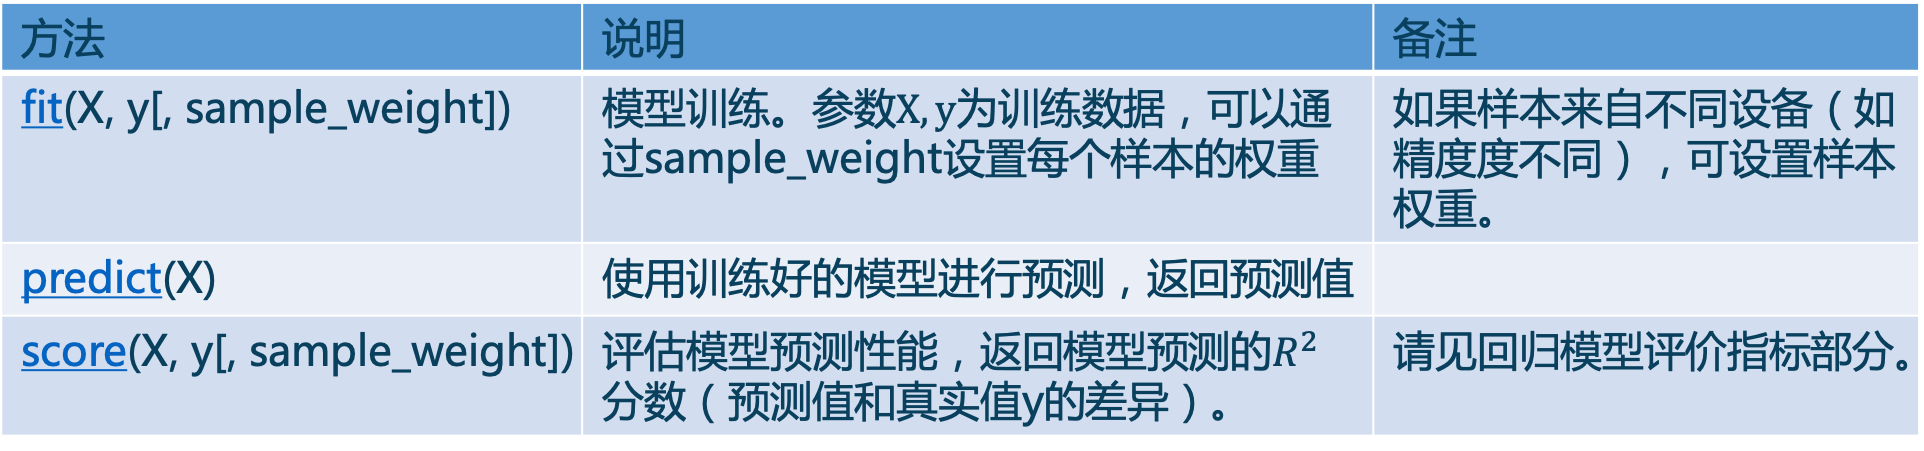 方法 说明 备注
fit(X, y[, sample_weight]) 模型训练。参数X, y为训练数据，可以通 如果样本来自不同设备（如
过sample_weight设置每个样本的权重 精度度不同），可设置样本
权重。
predict(X) 使用训练好的模型进行预测，返回预测值
score(X, y[, sample_weight]) 评估模型预测性能，返回模型预测的R² 请见回归模型评价指标部分。
分数（预测值和真实值y的差异）。